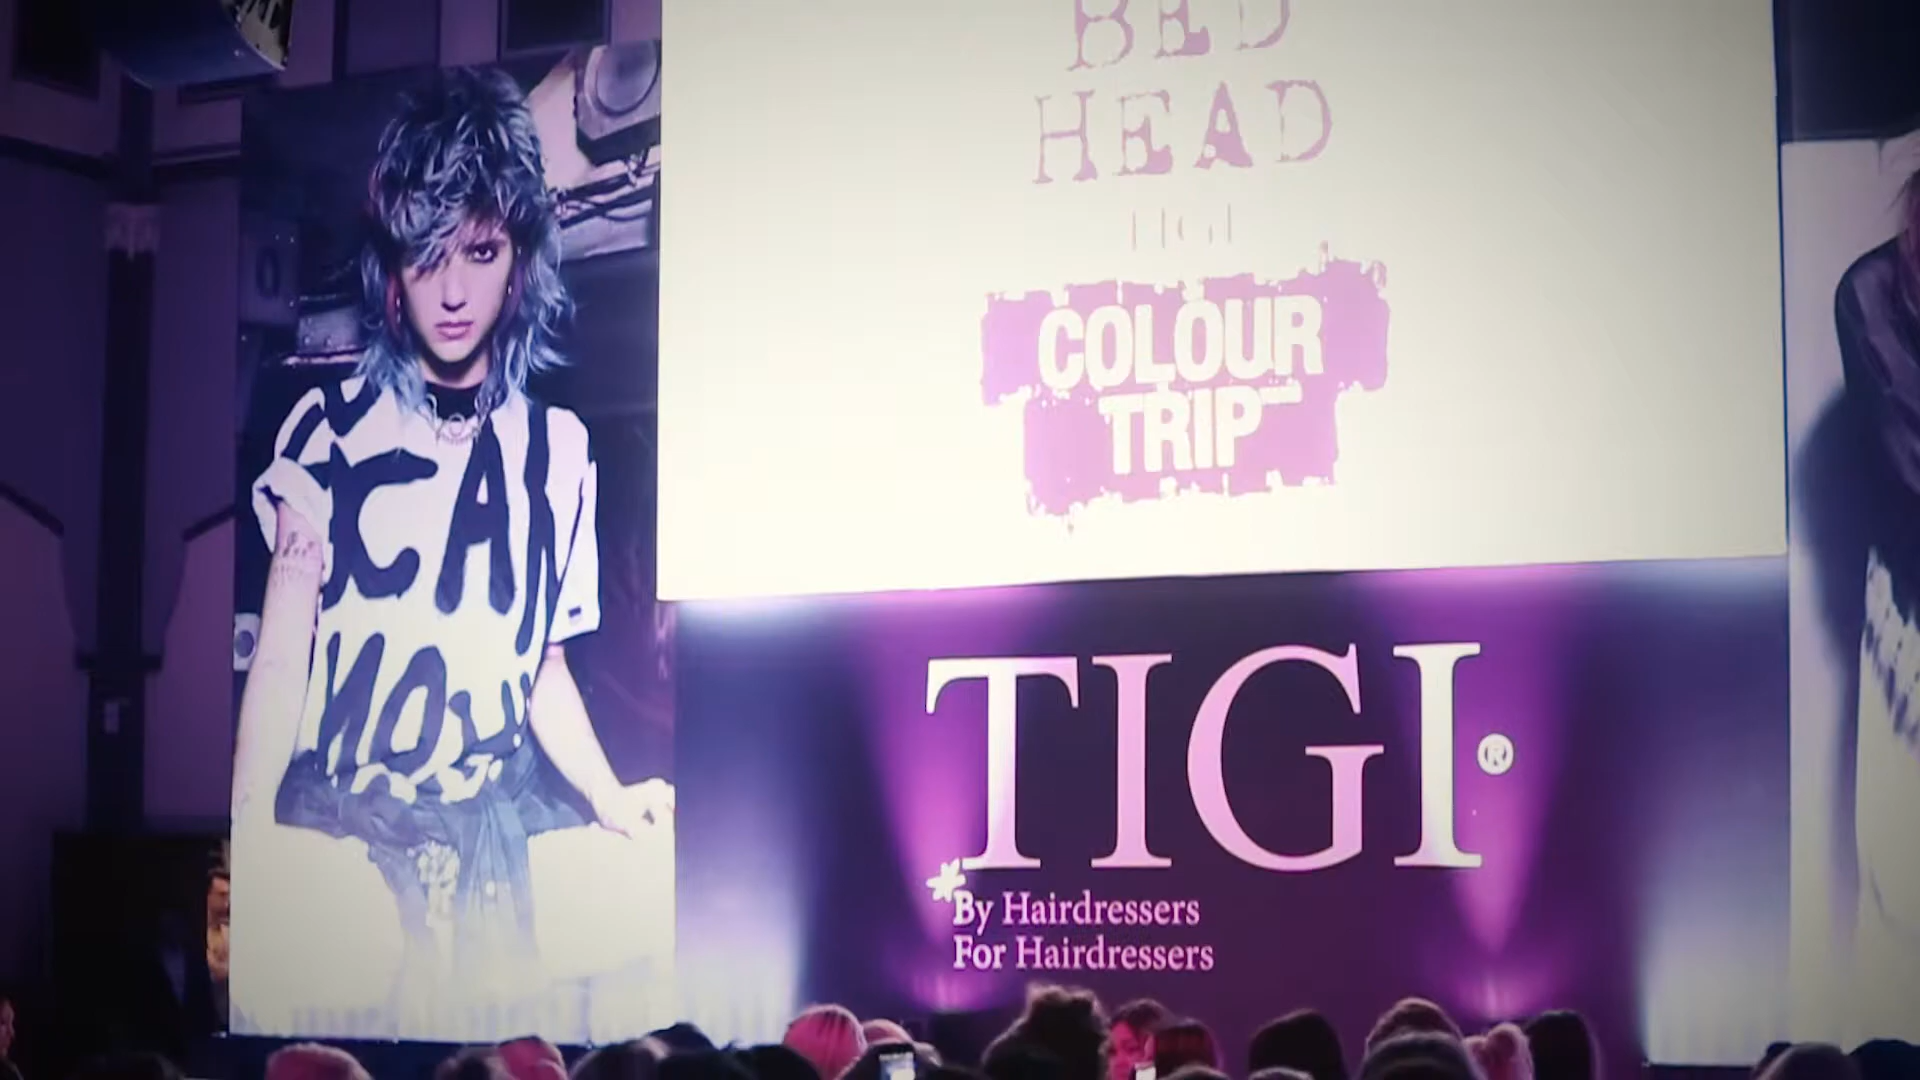 BED
HEAD
TIGI
COLOUR
TRIP
TIGI®
*By Hairdressers
For Hairdressers